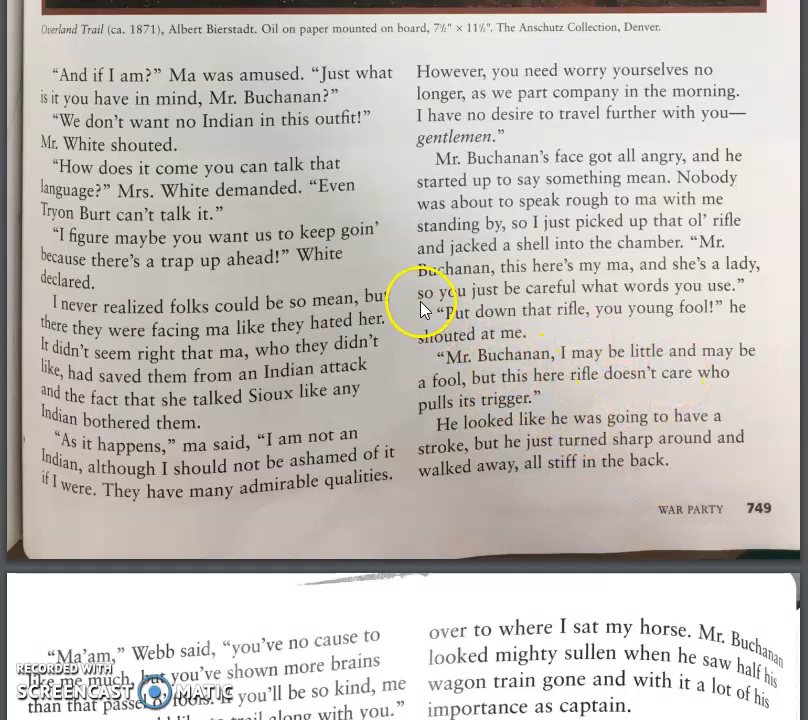 Overland Trail (ca. 1871), Albert Bierstadt. Oil on paper mounted on board, 7½" × 11¼". The Anschutz Collection, Denver.
“And if I am?” Ma was amused. “Just what
is it you have in mind, Mr. Buchanan?”
“We don’t want no Indian in this outfit!”
Mr. White shouted.
“How does it come you can talk that
language?” Mrs. White demanded. “Even
Tryon Burt can’t talk it.”
“I figure maybe you want us to keep goin’
because there’s a trap up ahead!” White
declared.
I never realized folks could be so mean, but
there they were facing ma like they hated her.
It didn’t seem right that ma, who they didn’t
like, had saved them from an Indian attack
and the fact that she talked Sioux like any
Indian bothered them.
“As it happens,” ma said, “I am not an
Indian, although I should not be ashamed of it
if I were. They have many admirable qualities.
However, you need worry yourselves no
longer, as we part company in the morning.
I have no desire to travel further with you—
gentlemen.”
Mr. Buchanan’s face got all angry, and he
started up to say something mean. Nobody
was about to speak rough to ma with me
standing by, so I just picked up that ol’ rifle
and jacked a shell into the chamber. “Mr.
Buchanan, this here’s my ma, and she’s a lady,
so you just be careful what words you use.”
“Put down that rifle, you young fool!” he
shouted at me.
“Mr. Buchanan, I may be little and may be
a fool, but this here rifle doesn’t care who
pulls its trigger.”
He looked like he was going to have a
stroke, but he just turned sharp around and
walked away, all stiff in the back.
WAR PARTY 749
“Ma’am,” Webb said, “you’ve no cause to
like me much, but you’ve shown more brains
than that passel o’ fools. If you’ll be so kind, me
trail along with you.”
over to where I sat my horse. Mr. Buchanan
looked mighty sullen when he saw half his
wagon train gone and with it a lot of his
importance as captain.
RECORDED WITH
SCREENCAST MATIC